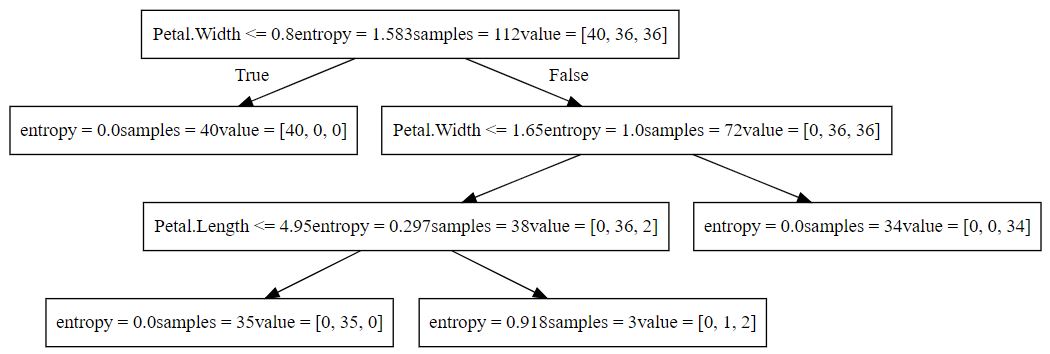 Petal.Width <= 0.8entropy = 1.583samples = 112value = [40, 36, 36]
True
False
entropy = 0.0samples = 40value = [40, 0, 0]
Petal.Width <= 1.65entropy = 1.0samples = 72value = [0, 36, 36]
Petal.Length <= 4.95entropy = 0.297samples = 38value = [0, 36, 2]
entropy = 0.0samples = 34value = [0, 0, 34]
entropy = 0.0samples = 35value = [0, 35, 0]
entropy = 0.918samples = 3value = [0, 1, 2]